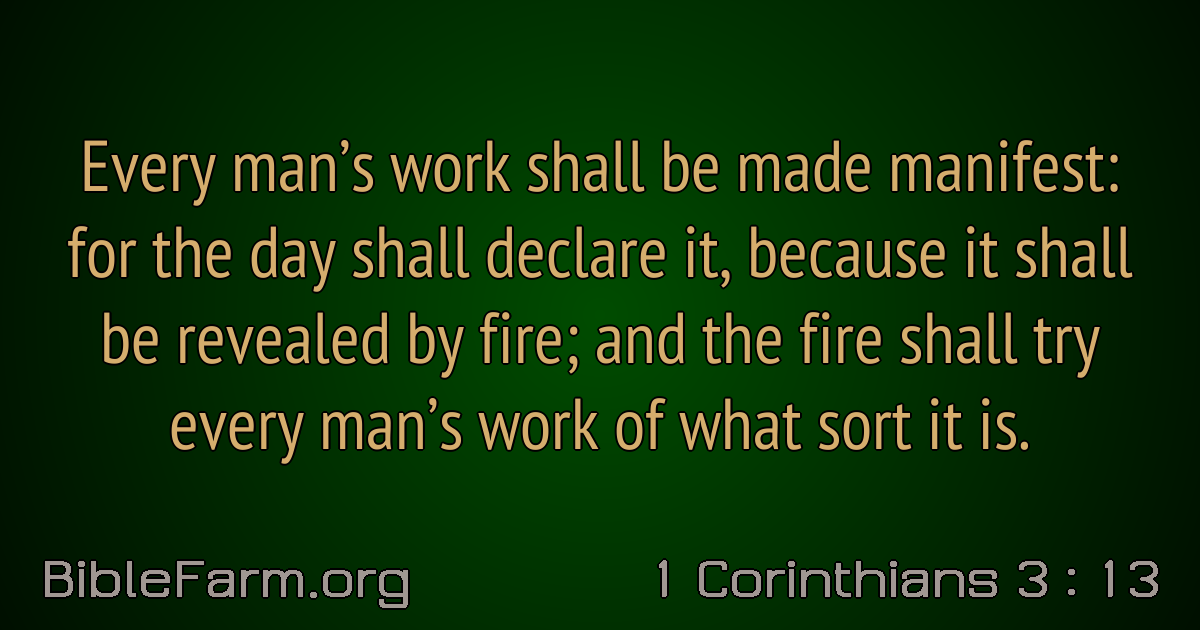 Every man’s work shall be made manifest:
for the day shall declare it, because it shall
be revealed by fire; and the fire shall try
every man’s work of what sort it is.
BibleFarm.org
1 Corinthians 3 : 13